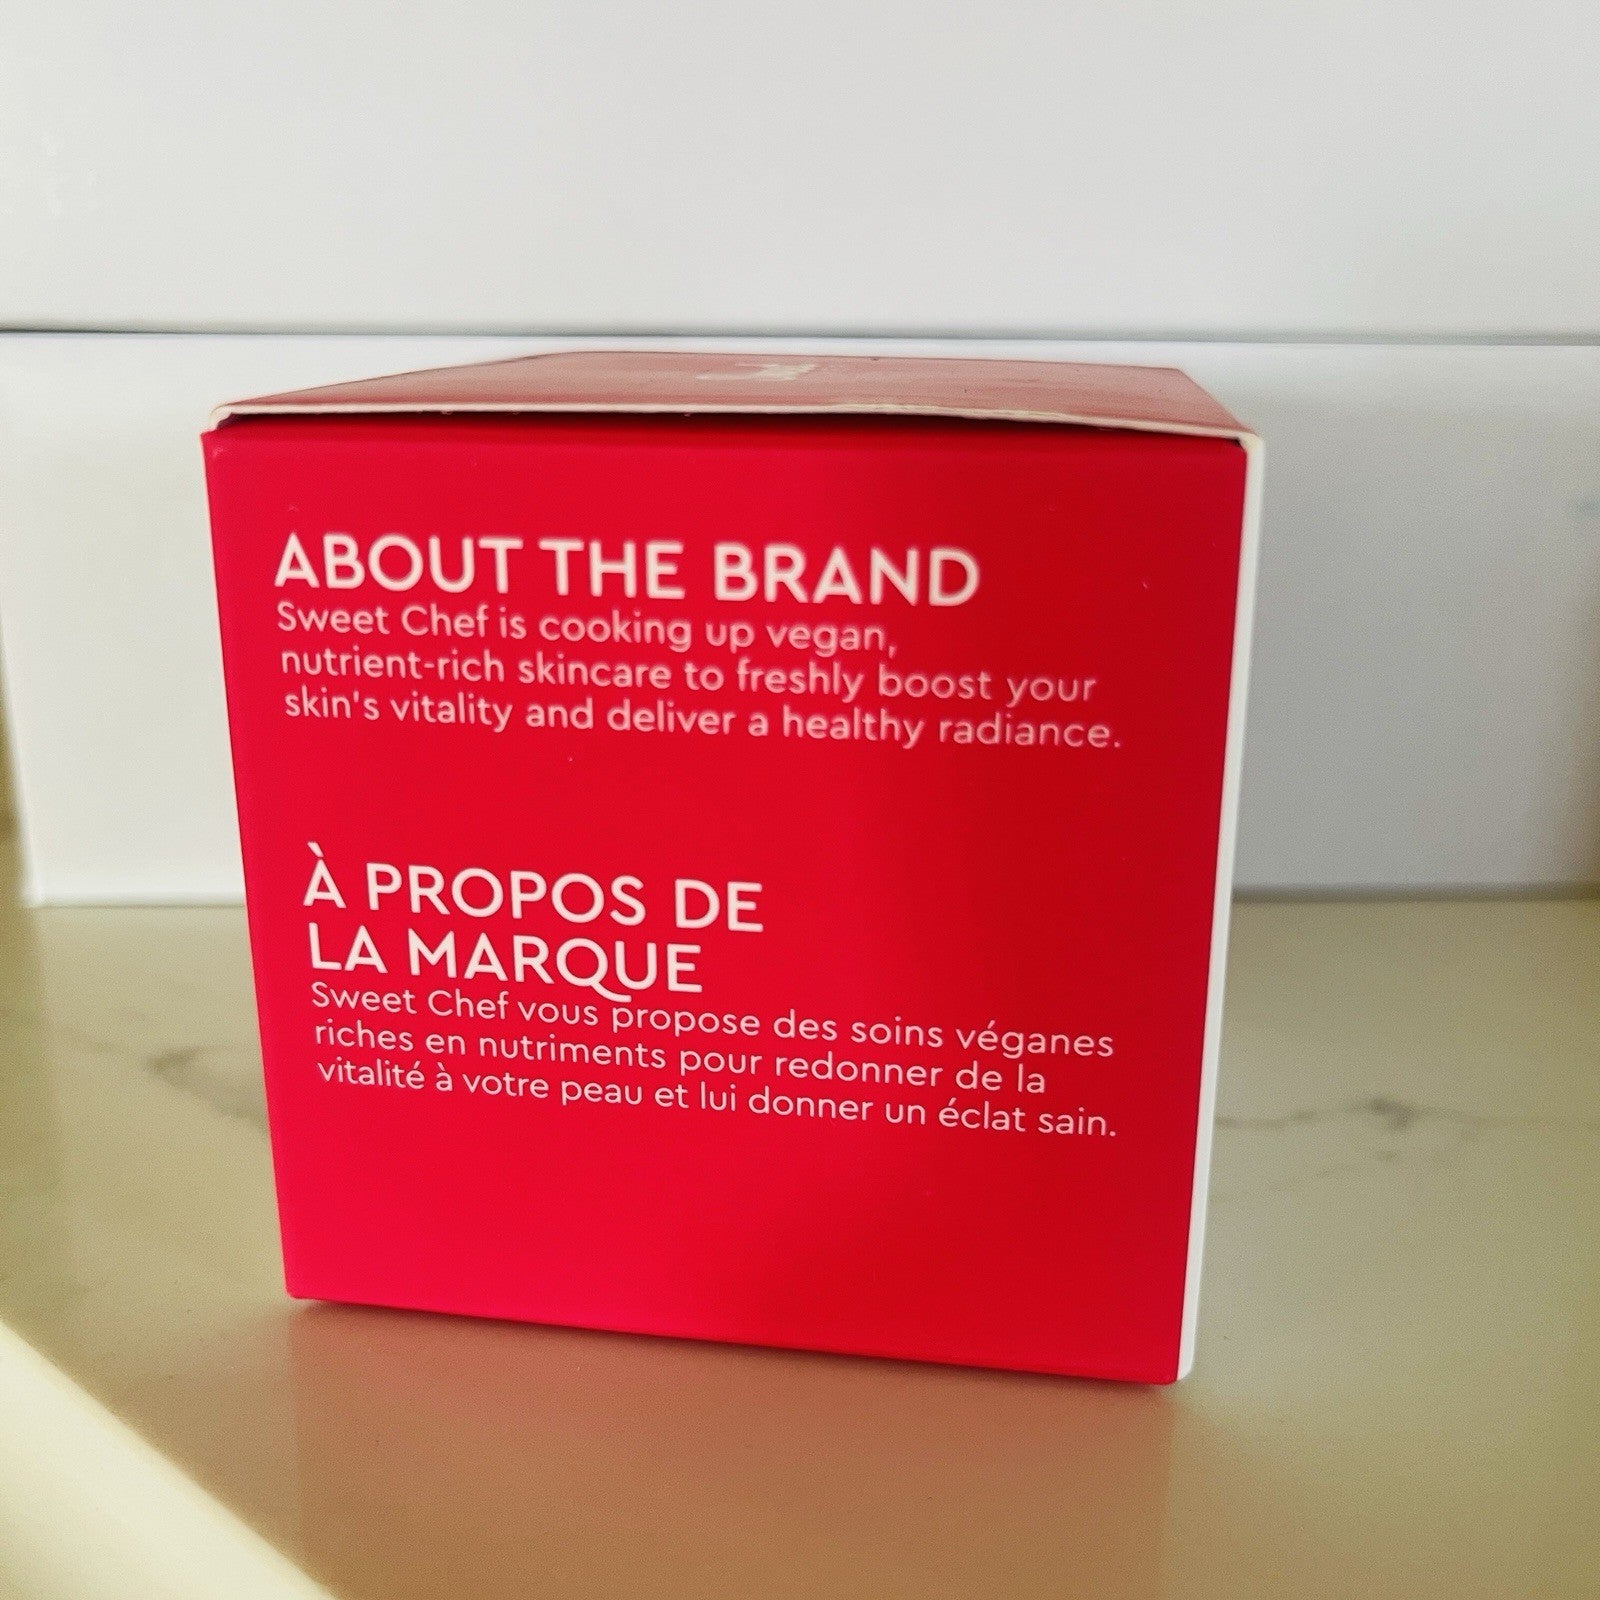 ABOUT THE BRAND
Sweet Chef is cooking up vegan,
nutrient-rich skincare to freshly boost your
skin's vitality and deliver a healthy radiance.
À PROPOS DE
LA MARQUE
Sweet Chef vous propose des soins véganes
riches en nutriments pour redonner de la
vitalité à votre peau et lui donner un éclat sain.